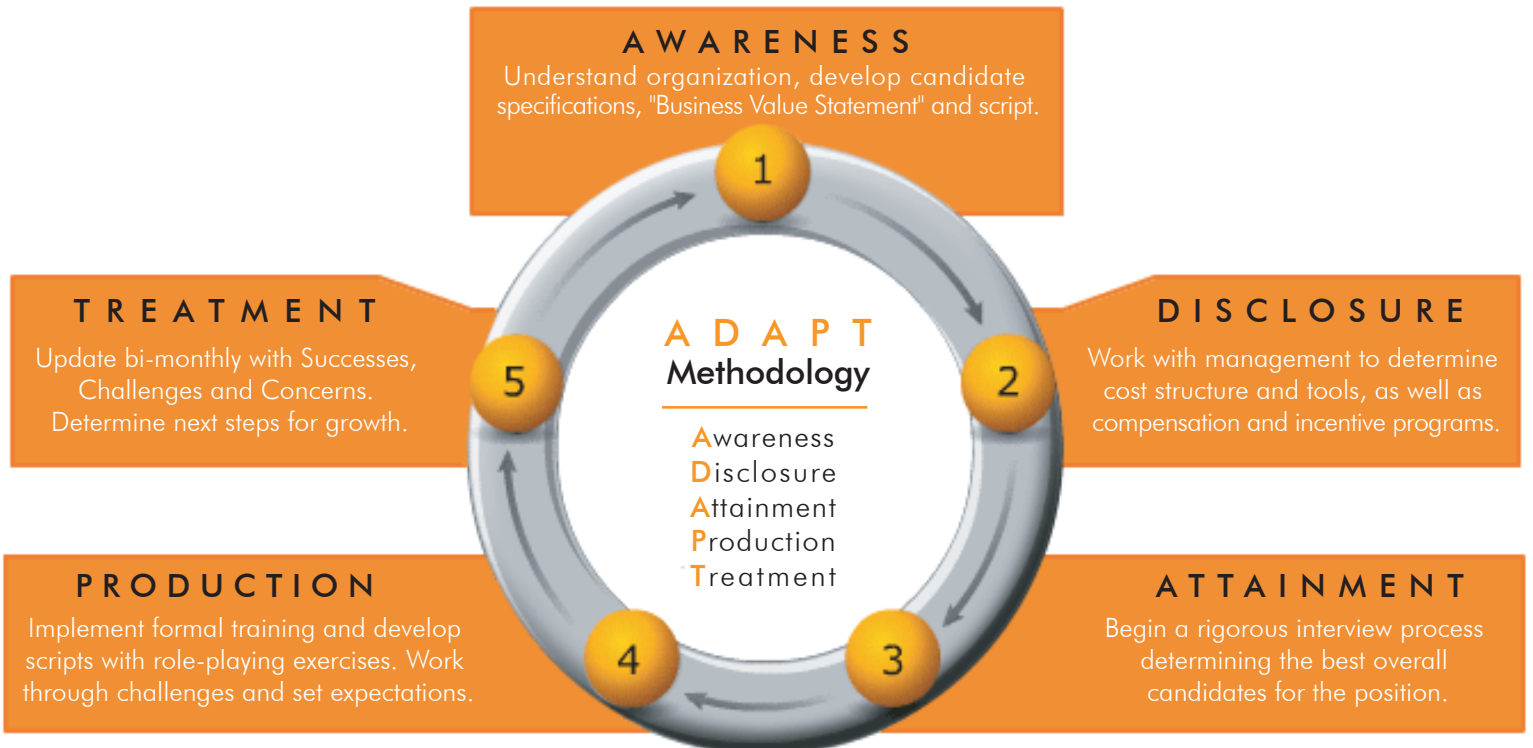 AWARENESS
Understand organization, develop candidate
specifications, "Business Value Statement" and script.
1
TREATMENT
Update bi-monthly with Successes,
Challenges and Concerns.
Determine next steps for growth.
5
ADAPT
Methodology
Awareness
Disclosure
Attainment
Production
Treatment
DISCLOSURE
Work with management to determine
cost structure and tools, as well as
compensation and incentive programs.
2
PRODUCTION
Implement formal training and develop
scripts with role-playing exercises. Work
through challenges and set expectations.
4
ATTAINMENT
Begin a rigorous interview process
determining the best overall
candidates for the position.
3